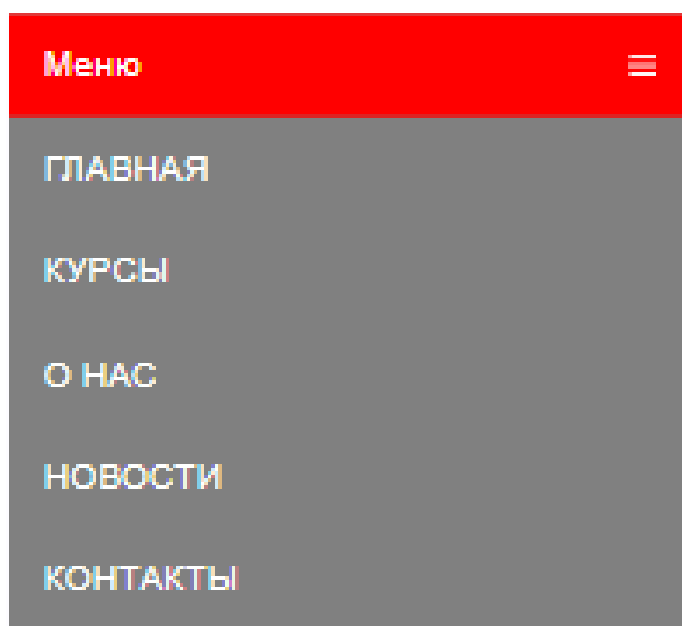 Меню
ГЛАВНАЯ
КУРСЫ
О НАС
НОВОСТИ
КОНТАКТЫ